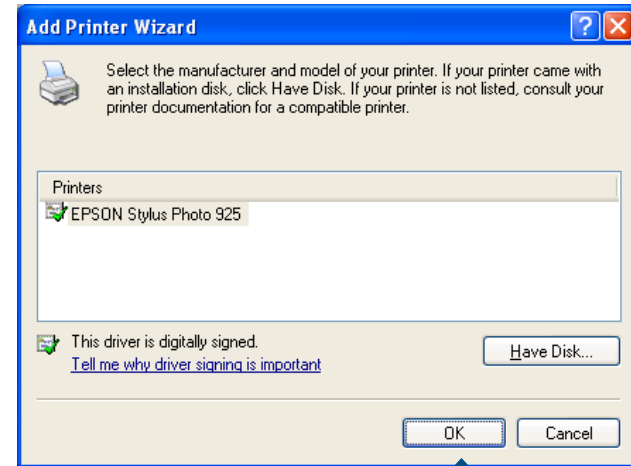 Add Printer Wizard
Select the manufacturer and model of your printer. If your printer came with
an installation disk, click Have Disk. If your printer is not listed, consult your
printer documentation for a compatible printer.
Printers
EPSON Stylus Photo 925
This driver is digitally signed.
Tell me why driver signing is important
Have Disk...
OK
Cancel